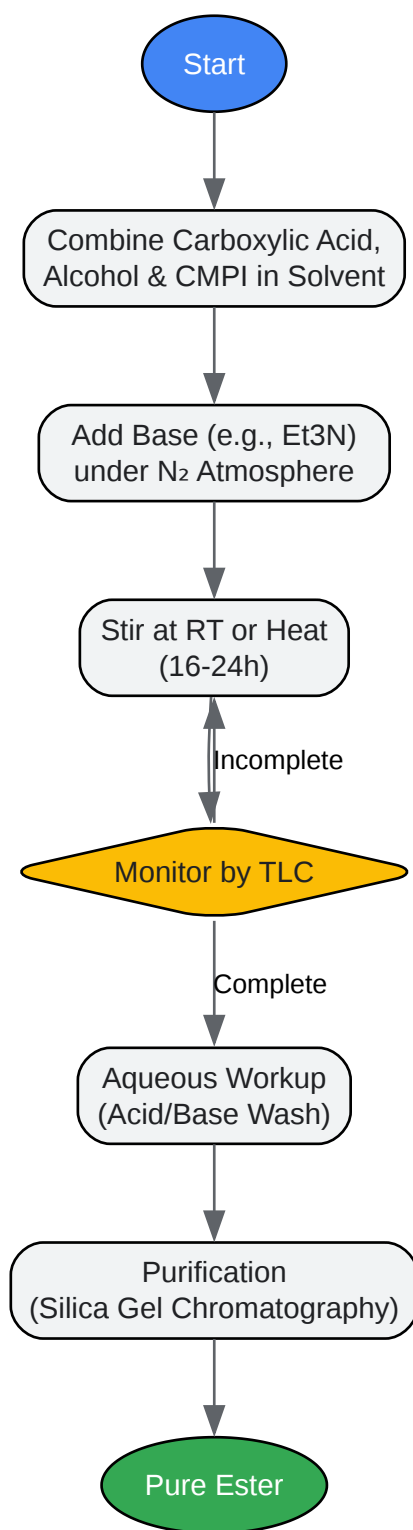 Start
Combine Carboxylic Acid,
Alcohol & CMPI in Solvent
Add Base (e.g., Et3N)
under N₂ Atmosphere
Stir at RT or Heat
(16-24h)
Incomplete
Monitor by TLC
Complete
Aqueous Workup
(Acid/Base Wash)
Purification
(Silica Gel Chromatography)
Pure Ester